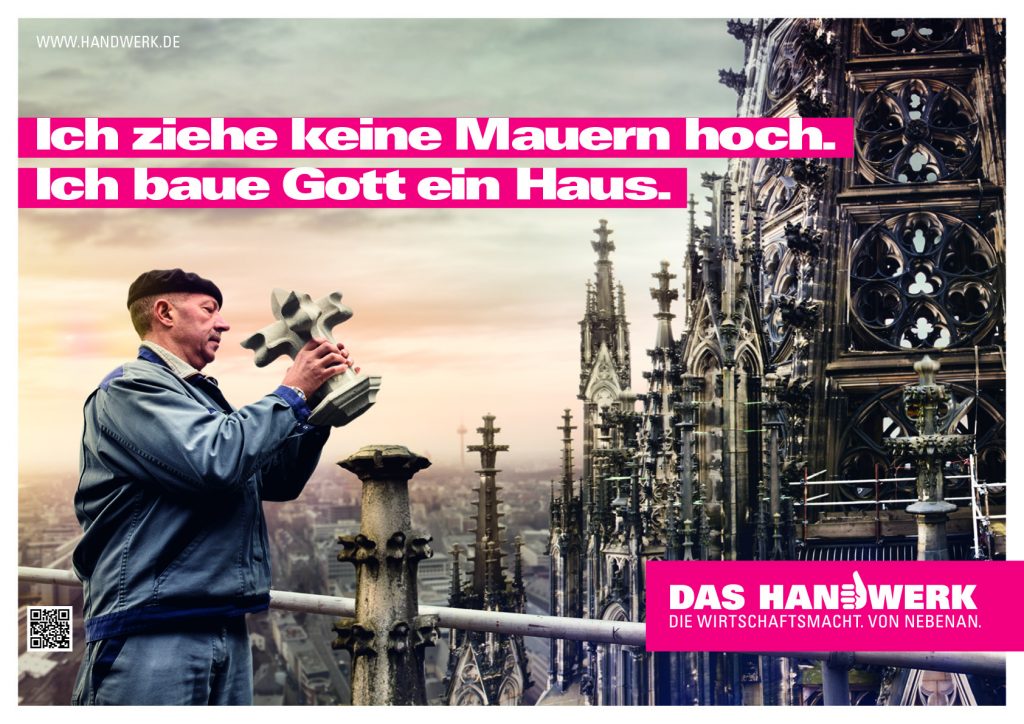 WWW.HANDWERK.DE
Ich ziehe keine Mauern hoch.
Ich baue Gott ein Haus.
DAS HANDWERK
DIE WIRTSCHAFTSMACHT. VON NEBENAN.